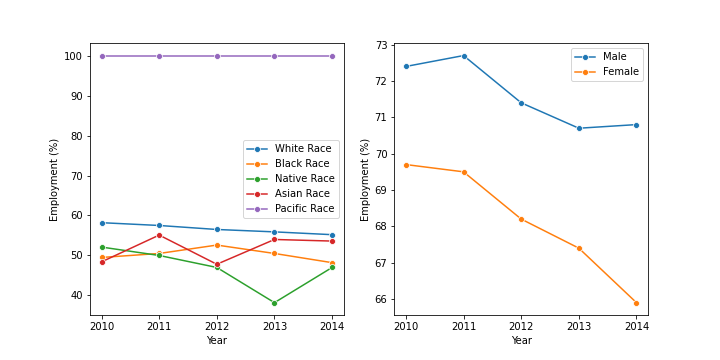 100
90
80
70
60
50
40
Employment (%)
2010 2011 2012 2013 2014
Year
White Race
Black Race
Native Race
Asian Race
Pacific Race
73
72
71
70
69
68
67
66
Employment (%)
2010 2011 2012 2013 2014
Year
Male
Female